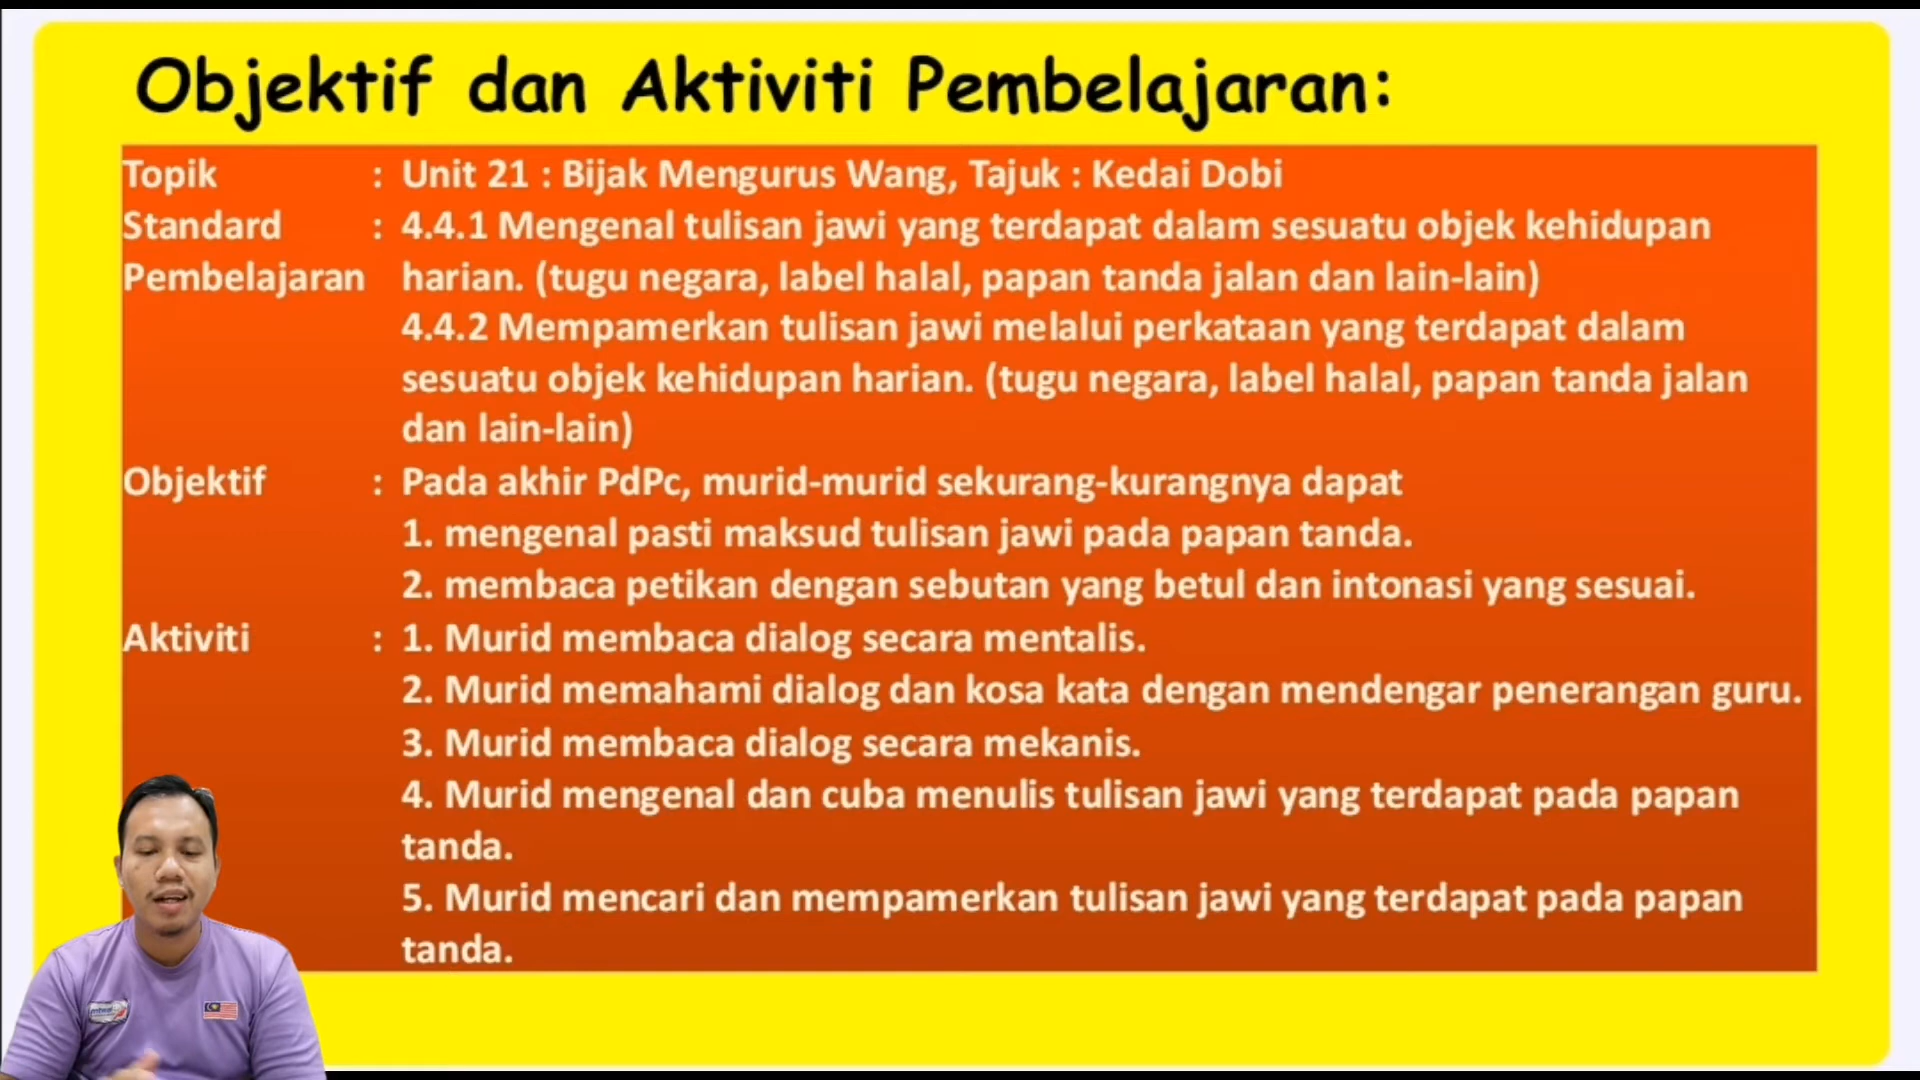 Objektif dan Aktiviti Pembelajaran:
Topik : Unit 21 : Bijak Mengurus Wang, Tajuk : Kedai Dobi
Standard : 4.4.1 Mengenal tulisan jawi yang terdapat dalam sesuatu objek kehidupan
Pembelajaran harian. (tugu negara, label halal, papan tanda jalan dan lain-lain)
4.4.2 Mempamerkan tulisan jawi melalui perkataan yang terdapat dalam
sesuatu objek kehidupan harian. (tugu negara, label halal, papan tanda jalan
dan lain-lain)
Objektif : Pada akhir PdPc, murid-murid sekurang-kurangnya dapat
1. mengenal pasti maksud tulisan jawi pada papan tanda.
2. membaca petikan dengan sebutan yang betul dan intonasi yang sesuai.
Aktiviti : 1. Murid membaca dialog secara mentalis.
2. Murid memahami dialog dan kosa kata dengan mendengar penerangan guru.
3. Murid membaca dialog secara mekanis.
4. Murid mengenal dan cuba menulis tulisan jawi yang terdapat pada papan
tanda.
5. Murid mencari dan mempamerkan tulisan jawi yang terdapat pada papan
tanda.